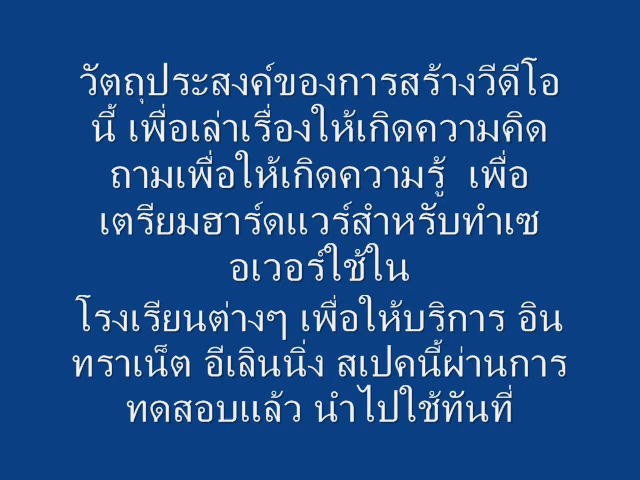 วัตถุประสงค์ของการสร้างวีดีโอ
นี้ เพื่อเล่าเรื่องให้เกิดความคิด
ถามเพื่อให้เกิดความรู้ เพื่อ
เตรียมฮาร์ดแวร์สำหรับทำเซ
อเวอร์ใช้ใน
โรงเรียนต่างๆ เพื่อให้บริการ อิน
ทราเน็ต อีเลินนิ่ง สเปคนี้ผ่านการ
ทดสอบแล้ว นำไปใช้ทันที่